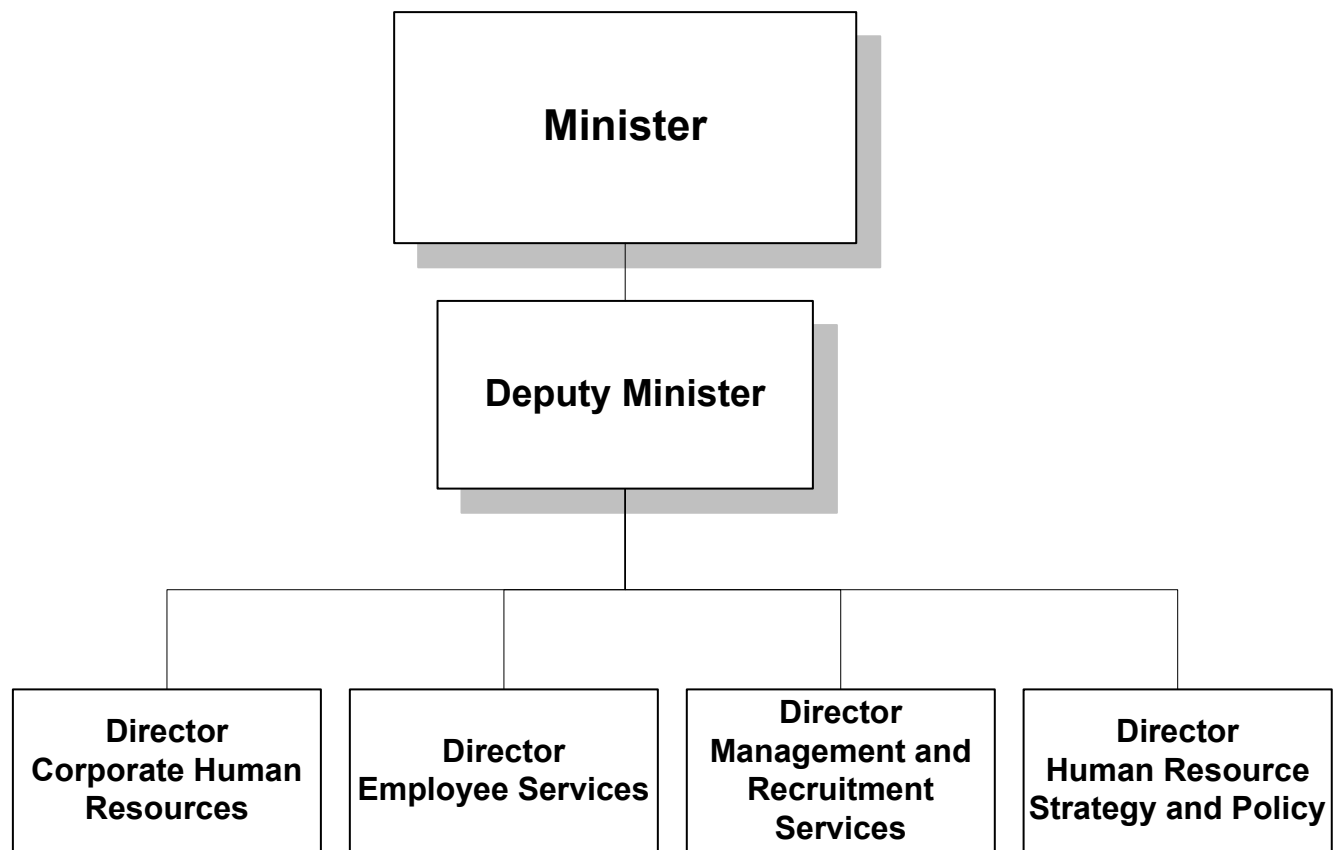 Minister
Deputy Minister
Director
Corporate Human
Resources
Director
Employee Services
Director
Management and
Recruitment
Services
Director
Human Resource
Strategy and Policy